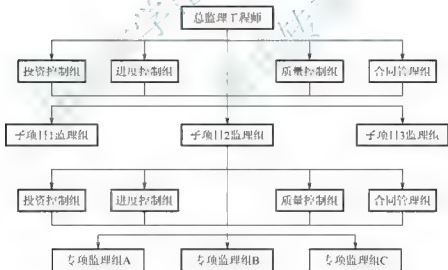 总监理工程师
投资控制组 进度控制组 质量控制组 合同管理组
子项目1监理组 子项目2监理组 子项目3监理组
投资控制组 进度控制组 质量控制组 合同管理组
专项监理组A 专项监理组B 专项监理组C